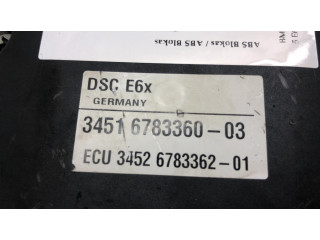 ABS Blokas / ABS Blokas
DSC E6x
GERMANY
3451 6783360-03
ECU 3452 6783362-01